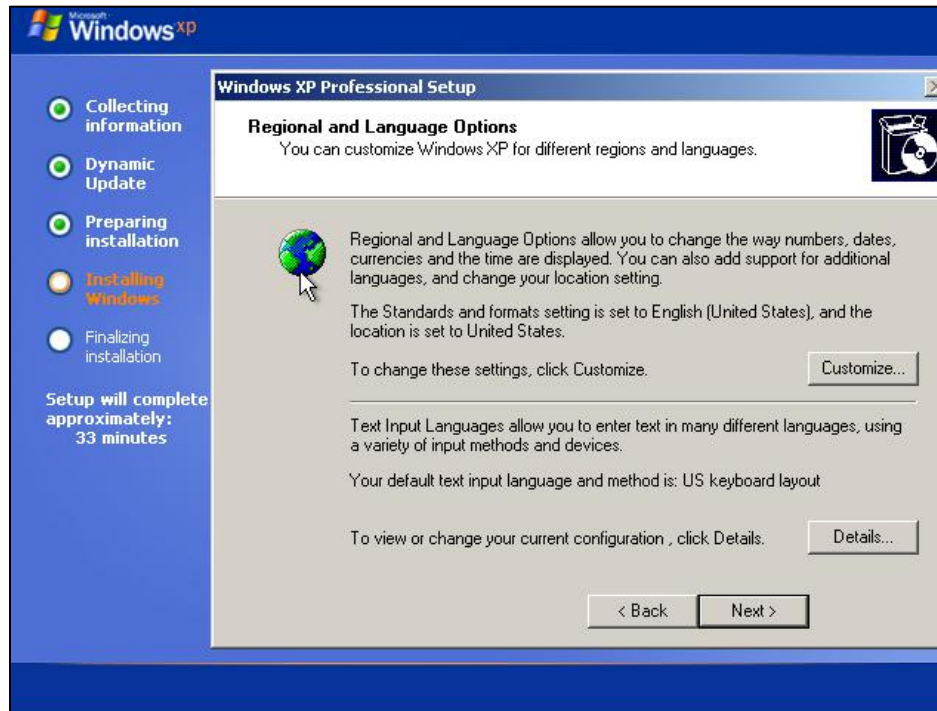 Microsoft
Windows xp
Collecting
information
Dynamic
Update
Preparing
installation
Installing
Windows
Finalizing
installation
Setup will complete
approximately:
33 minutes
Windows XP Professional Setup
Regional and Language Options
You can customize Windows XP for different regions and languages.
Regional and Language Options allow you to change the way numbers, dates,
currencies and the time are displayed. You can also add support for additional
languages, and change your location setting.
The Standards and formats setting is set to English (United States), and the
location is set to United States.
To change these settings, click Customize.
Customize...
Text Input Languages allow you to enter text in many different languages, using
a variety of input methods and devices.
Your default text input language and method is: US keyboard layout
To view or change your current configuration , click Details.
Details...
< Back
Next >